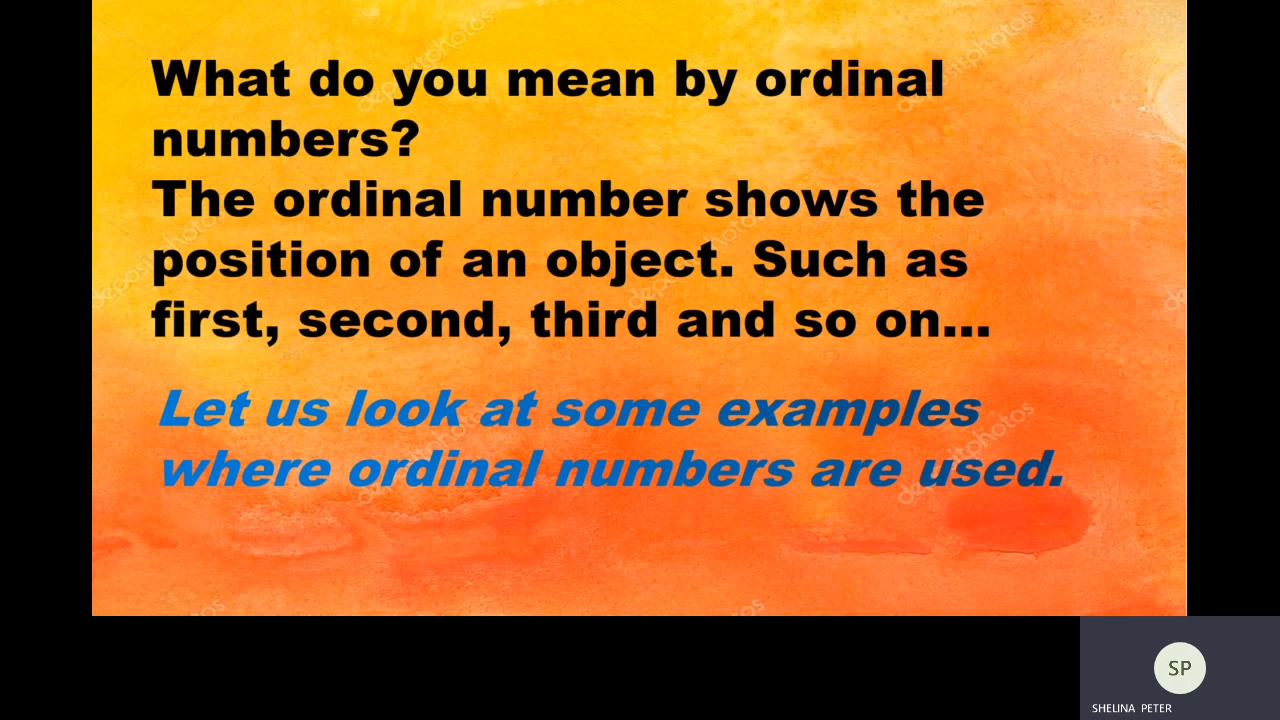 What do you mean by ordinal
numbers?
The ordinal number shows the
position of an object. Such as
first, second, third and so on...
Let us look at some examples
where ordinal numbers are used.
SP
SHELINA PETER
depositphotos